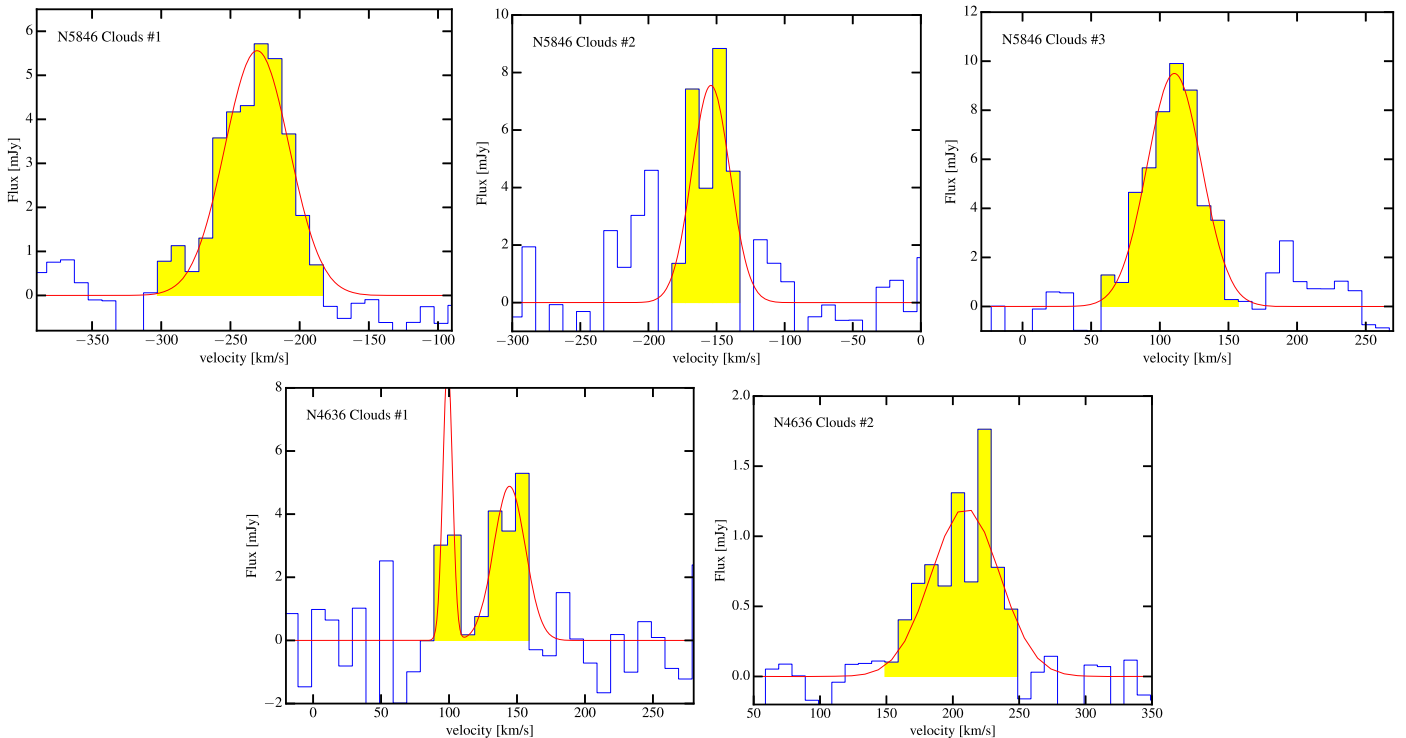 N5846 Clouds #1
Flux [mJy]
6
5
4
3
2
1
0
−350 −300 −250 −200 −150 −100
velocity [km/s]
N5846 Clouds #2
Flux [mJy]
10
8
6
4
2
0
−300 −250 −200 −150 −100 −50 0
velocity [km/s]
N5846 Clouds #3
Flux [mJy]
12
10
8
6
4
2
0
0 50 100 150 200 250
velocity [km/s]
N4636 Clouds #1
Flux [mJy]
8
6
4
2
0
−2
0 50 100 150 200 250
velocity [km/s]
N4636 Clouds #2
Flux [mJy]
2.0
1.5
1.0
0.5
0.0
50 100 150 200 250 300 350
velocity [km/s]